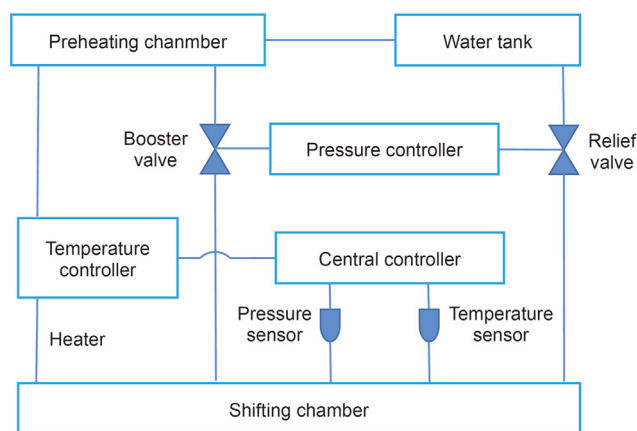 Preheating chanmber
Water tank
Booster
valve
Pressure controller
Relief
valve
Temperature
controller
Central controller
Pressure
sensor
Temperature
sensor
Heater
Shifting chamber